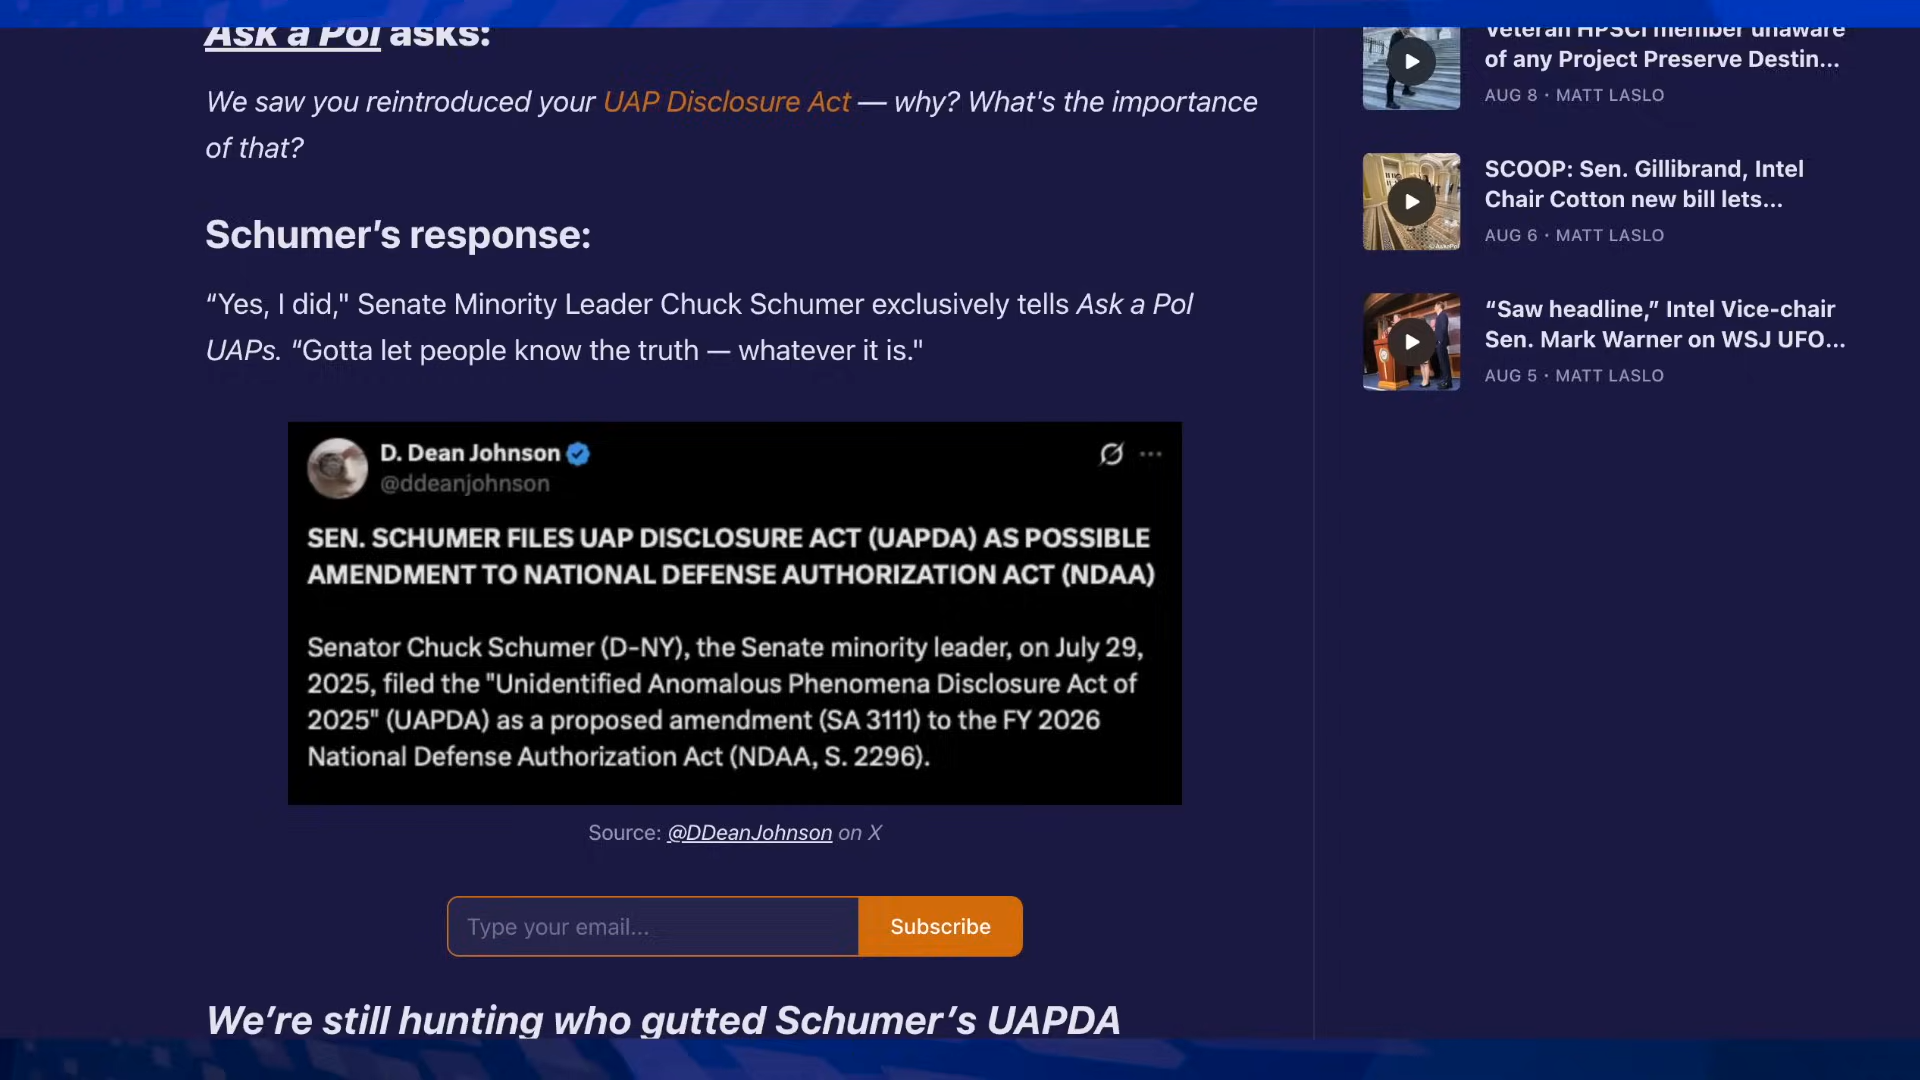 Ask a Pol asks:
We saw you reintroduced your UAP Disclosure Act — why? What's the importance
of that?
Schumer’s response:
“Yes, I did," Senate Minority Leader Chuck Schumer exclusively tells Ask a Pol
UAPs. “Gotta let people know the truth — whatever it is."
D. Dean Johnson
@ddeanjohnson
SEN. SCHUMER FILES UAP DISCLOSURE ACT (UAPDA) AS POSSIBLE
AMENDMENT TO NATIONAL DEFENSE AUTHORIZATION ACT (NDAA)
Senator Chuck Schumer (D-NY), the Senate minority leader, on July 29,
2025, filed the "Unidentified Anomalous Phenomena Disclosure Act of
2025" (UAPDA) as a proposed amendment (SA 3111) to the FY 2026
National Defense Authorization Act (NDAA, S. 2296).
Source: @DDeanJohnson on X
Type your email...
Subscribe
We’re still hunting who gutted Schumer’s UAPDA
Veteran HPSCI member unaware
of any Project Preserve Destin...
AUG 8 • MATT LASLO
SCOOP: Sen. Gillibrand, Intel
Chair Cotton new bill lets...
AUG 6 • MATT LASLO
“Saw headline,” Intel Vice-chair
Sen. Mark Warner on WSJ UFO...
AUG 5 • MATT LASLO